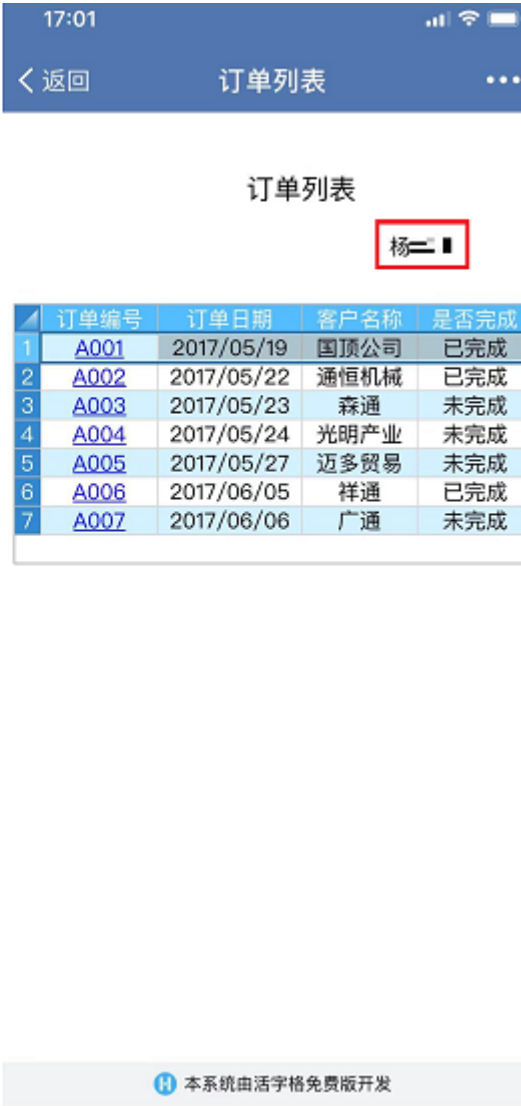 17:01
返回 订单列表
订单列表
杨
订单编号 订单日期 客户名称 是否完成
1 A001 2017/05/19 国顶公司 已完成
2 A002 2017/05/22 通恒机械 已完成
3 A003 2017/05/23 森通 未完成
4 A004 2017/05/24 光明产业 未完成
5 A005 2017/05/27 迈多贸易 未完成
6 A006 2017/06/05 祥通 已完成
7 A007 2017/06/06 广通 未完成
本系统由活字格免费版开发